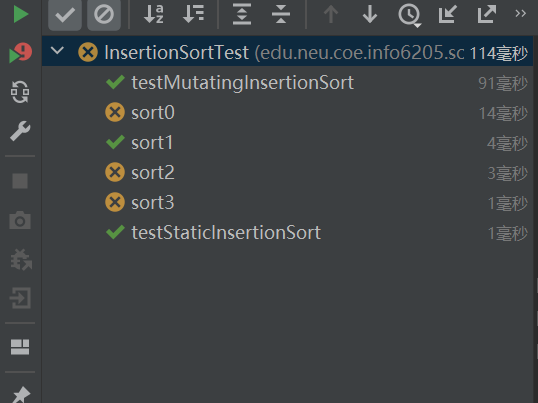 InsertionSortTest (edu.neu.coe.info6205.sc 114毫秒
testMutatingInsertionSort 91毫秒
sort0 14毫秒
sort1 4毫秒
sort2 3毫秒
sort3 1毫秒
testStaticInsertionSort 1毫秒